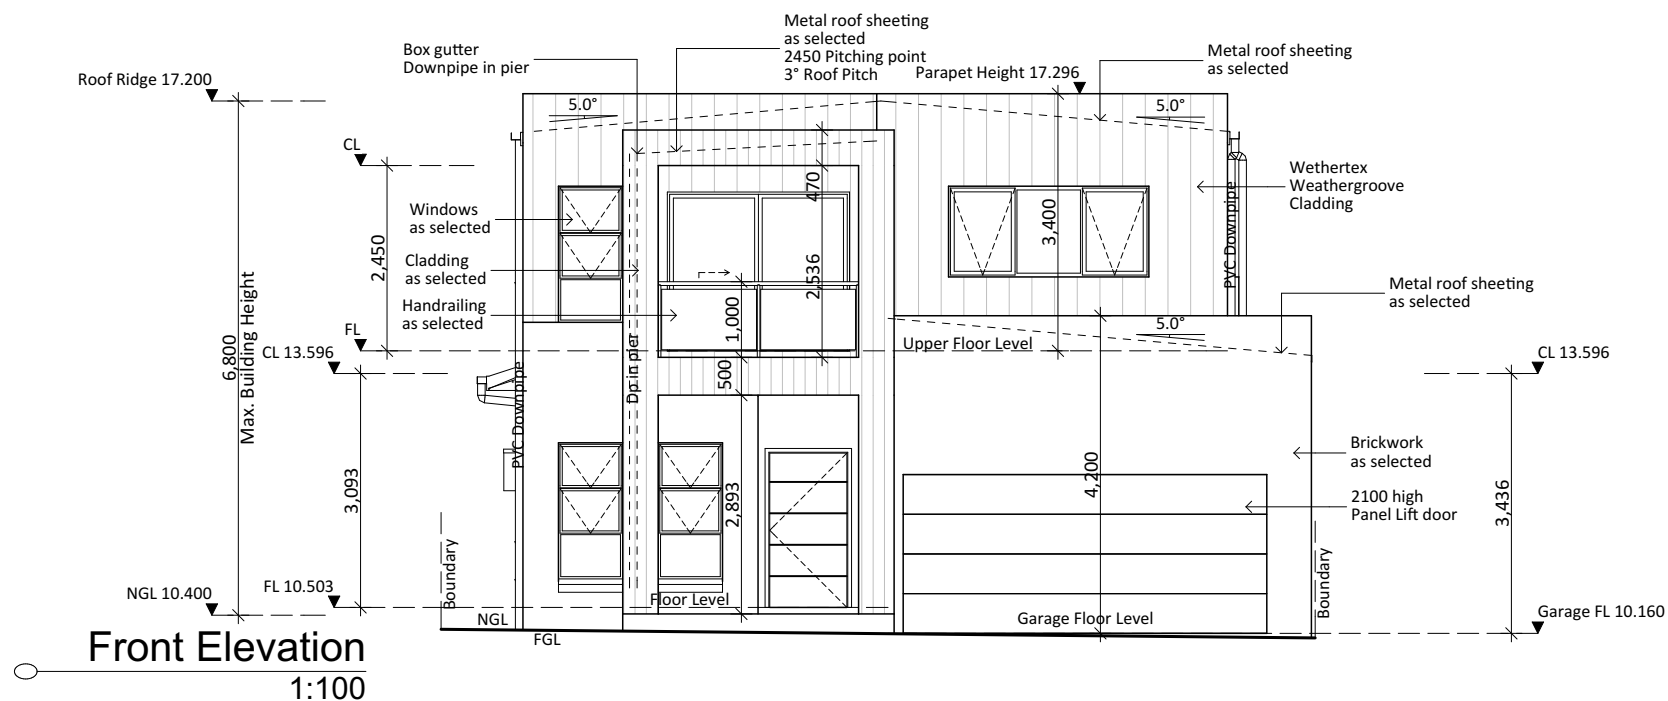 Metal roof sheeting
as selected
2450 Pitching point
3° Roof Pitch
Box gutter
Downpipe in pier
Metal roof sheeting
as selected
Roof Ridge 17.200
Parapet Height 17.296
5.0°
5.0°
CL
470
Wethertex
Weathergroove
Cladding
Windows
as selected
3,400
PVC Downpipe
2,450
Cladding
as selected
2,536
Metal roof sheeting
as selected
Handrailing
as selected
1,000
FL
5.0°
Upper Floor Level
6,800
Max. Building Height
CL 13.596
CL 13.596
Dp in pier
500
PVC Downpipe
Brickwork
as selected
3,093
2,893
4,200
2100 high
Panel Lift door
3,436
Boundary
Boundary
NGL 10.400
FL 10.503
Floor Level
NGL
FGL
Garage Floor Level
Garage FL 10.160
Front Elevation
1:100